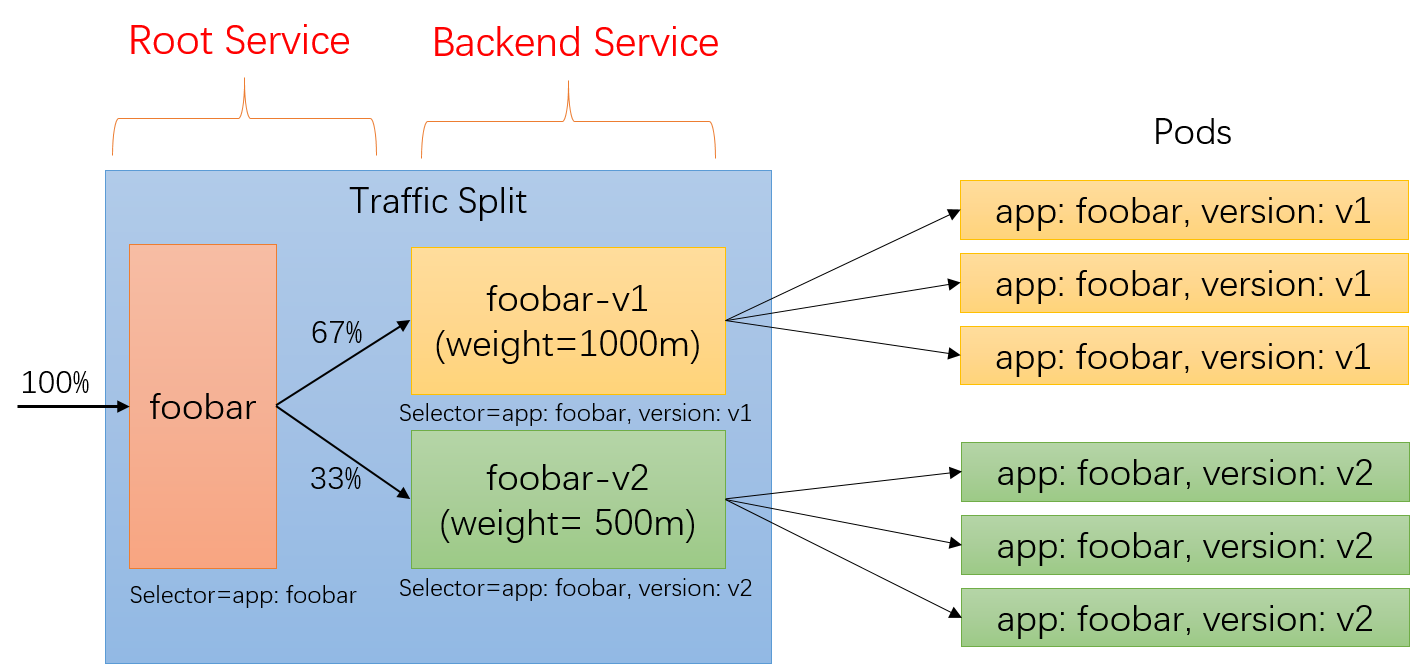 Root Service
Backend Service
Pods
Traffic Split
app: foobar, version: v1
app: foobar, version: v1
app: foobar, version: v1
foobar-v1
(weight=1000m)
67%
100%
foobar
Selector=app: foobar, version: v1
33%
foobar-v2
(weight= 500m)
app: foobar, version: v2
app: foobar, version: v2
app: foobar, version: v2
Selector=app: foobar
Selector=app: foobar, version: v2